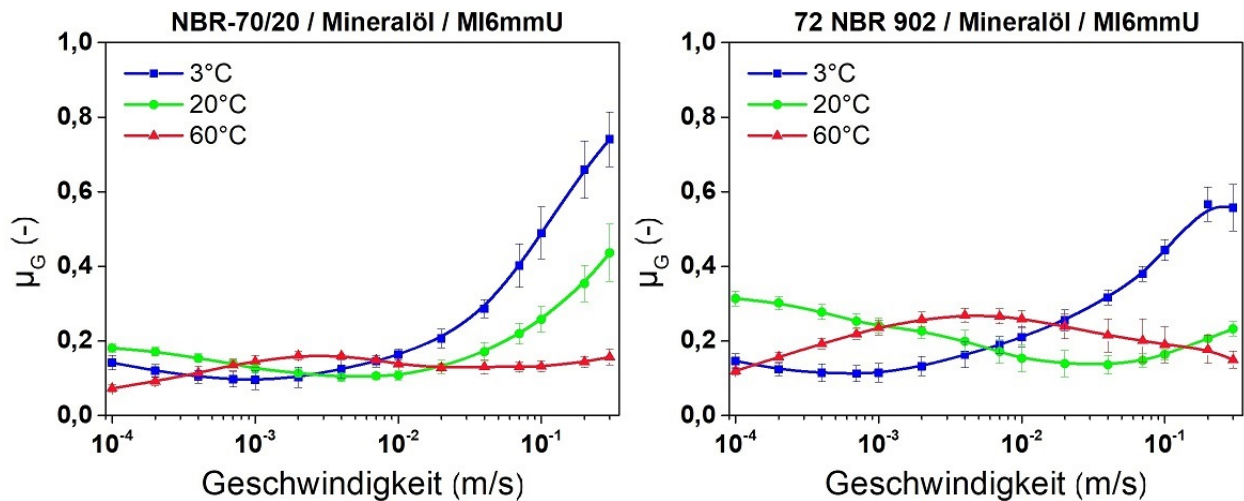 NBR-70/20 / Mineralöl / MI6mmU
1,0
0,8
0,6
0,4
0,2
0,0
μG (-)
3°C
20°C
60°C
10-4
10-3
10-2
10-1
Geschwindigkeit (m/s)
72 NBR 902 / Mineralöl / MI6mmU
1,0
0,8
0,6
0,4
0,2
0,0
μG (-)
3°C
20°C
60°C
10-4
10-3
10-2
10-1
Geschwindigkeit (m/s)